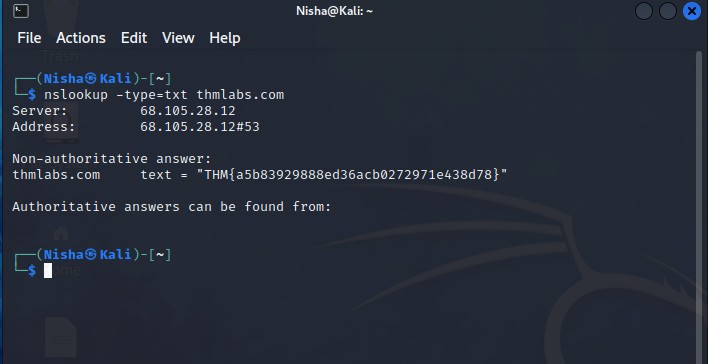 Nisha@Kali: ~
File Actions Edit View Help
Trash
┌──(Nisha㉿Kali)-[~]
└─$ nslookup -type=txt thmlabs.com
Server:         68.105.28.12
Address:        68.105.28.12#53
Non-authoritative answer:
thmlabs.com     text = "THM{a5b83929888ed36acb0272971e438d78}"
Authoritative answers can be found from:
┌──(Nisha㉿Kali)-[~]
└─$
Home